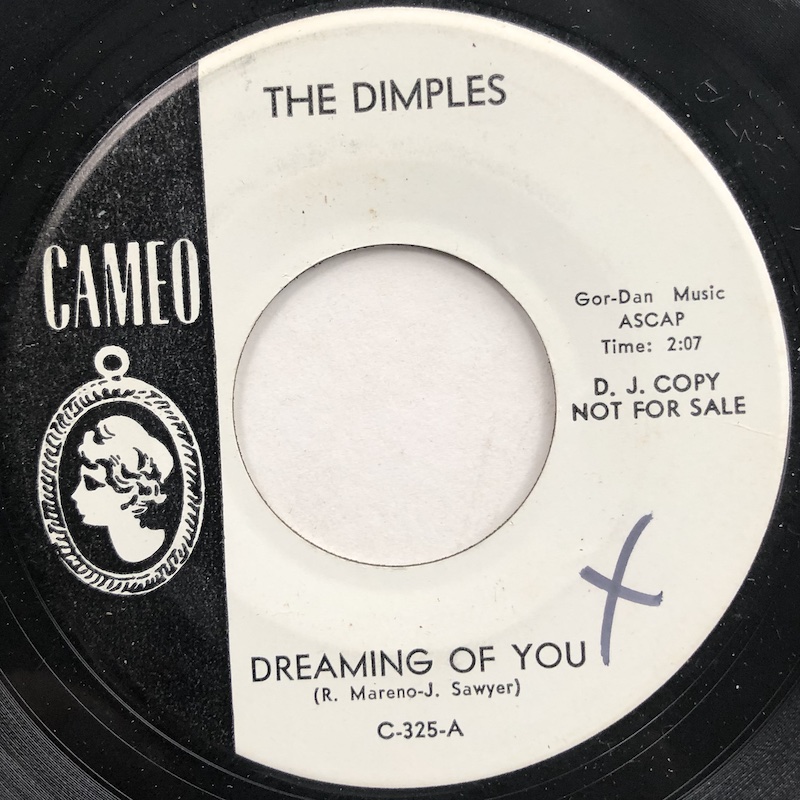 THE DIMPLES
CAMEO
Gor-Dan Music
ASCAP
Time: 2:07
D. J. COPY
NOT FOR SALE
X
DREAMING OF YOU
(R. Mareno-J. Sawyer)
C-325-A